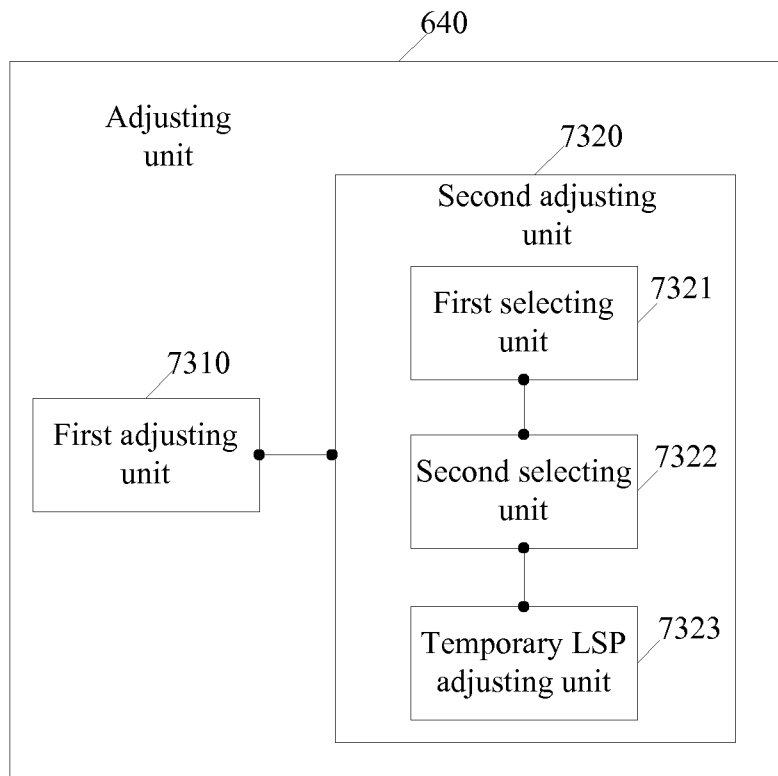 640
Adjusting
unit
7320
Second adjusting
unit
7321
First selecting
unit
7310
First adjusting
unit
7322
Second selecting
unit
7323
Temporary LSP
adjusting unit